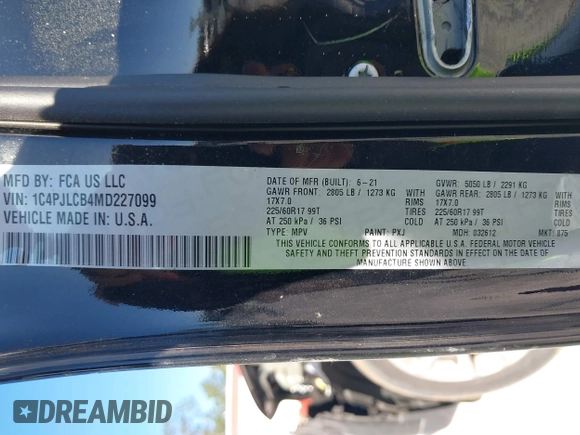 MFD BY: FCA US LLC
VIN: 1C4PJLCB4MD227099
VEHICLE MADE IN U.S.A.
DATE OF MFR (BUILT): 6-21 GVWR: 5050 LB / 2291 KG
GAWR FRONT: 2805 LB / 1273 KG GAWR REAR: 2805 LB / 1273 KG
17X7.0 RIMS 17X7.0
225/60R17 99T TIRES 225/60R17 99T
AT 250 kPa / 36 PSI COLD AT 250 kPa / 36 PSI COLD
TYPE: MPV PAINT: PXJ MDH: 032612 MKT: 875
THIS VEHICLE CONFORMS TO ALL APPLICABLE U.S.A. FEDERAL MOTOR VEHICLE
SAFETY AND THEFT PREVENTION STANDARDS IN EFFECT ON THE DATE OF
MANUFACTURE SHOWN ABOVE.
DREAMBID